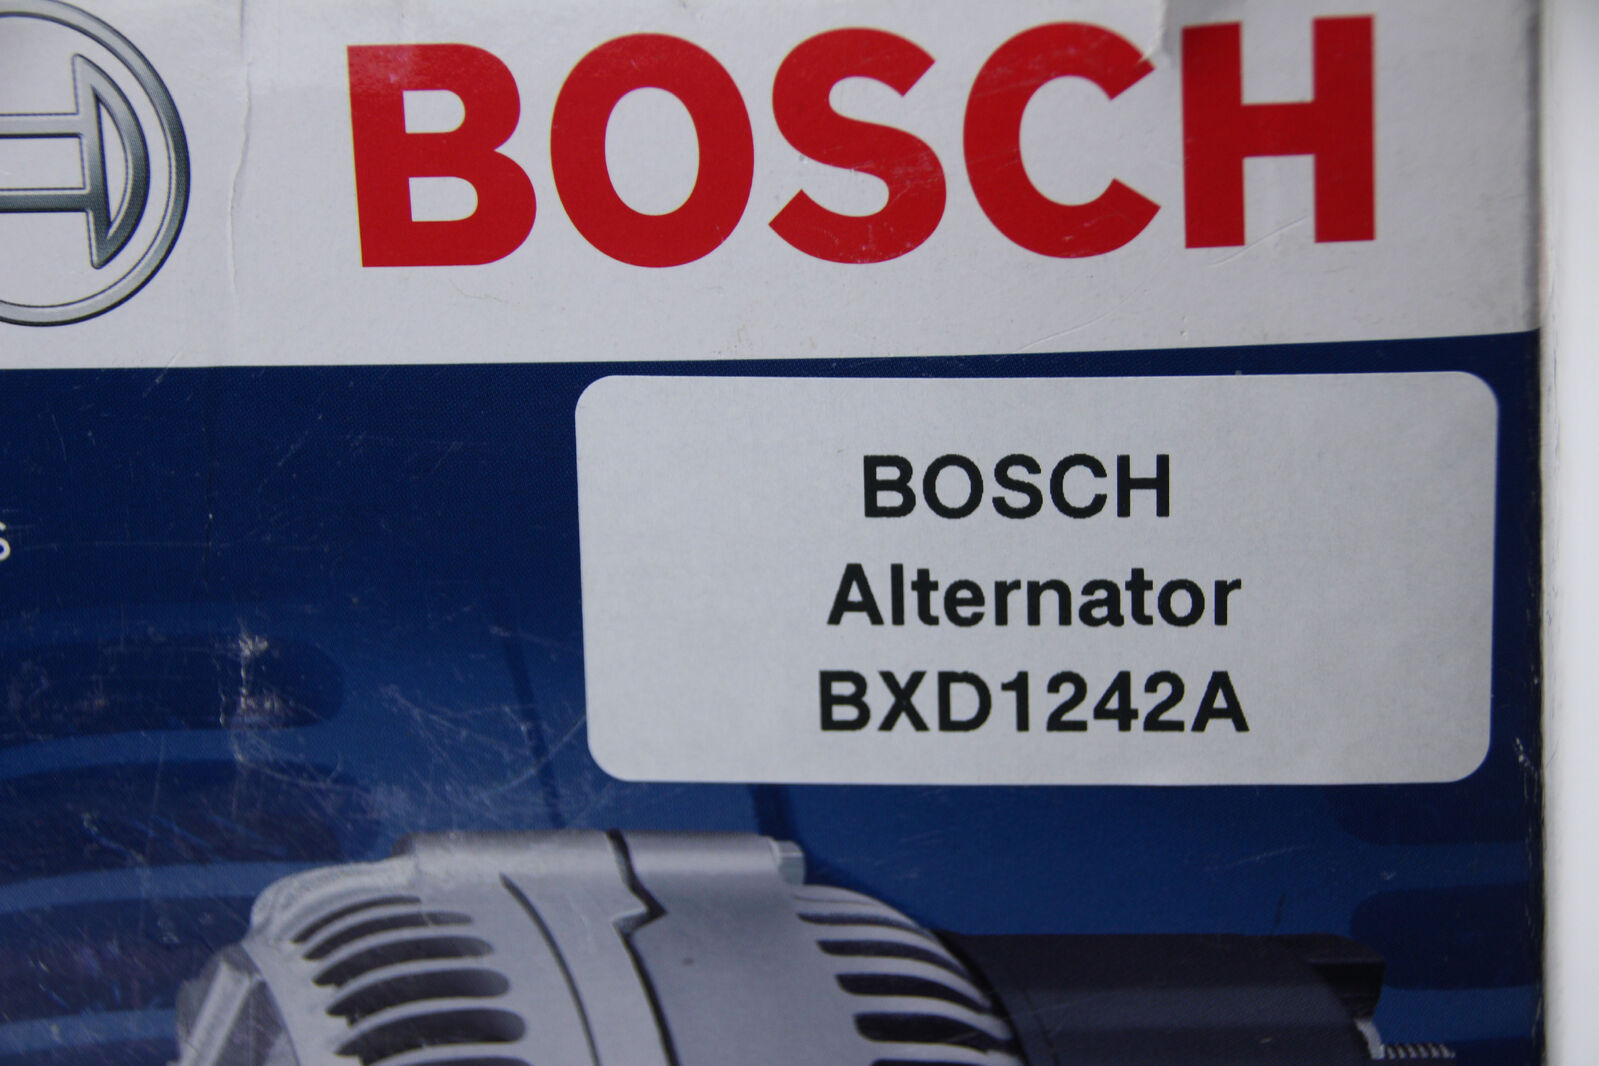 BOSCH
BOSCH
Alternator
BXD1242A